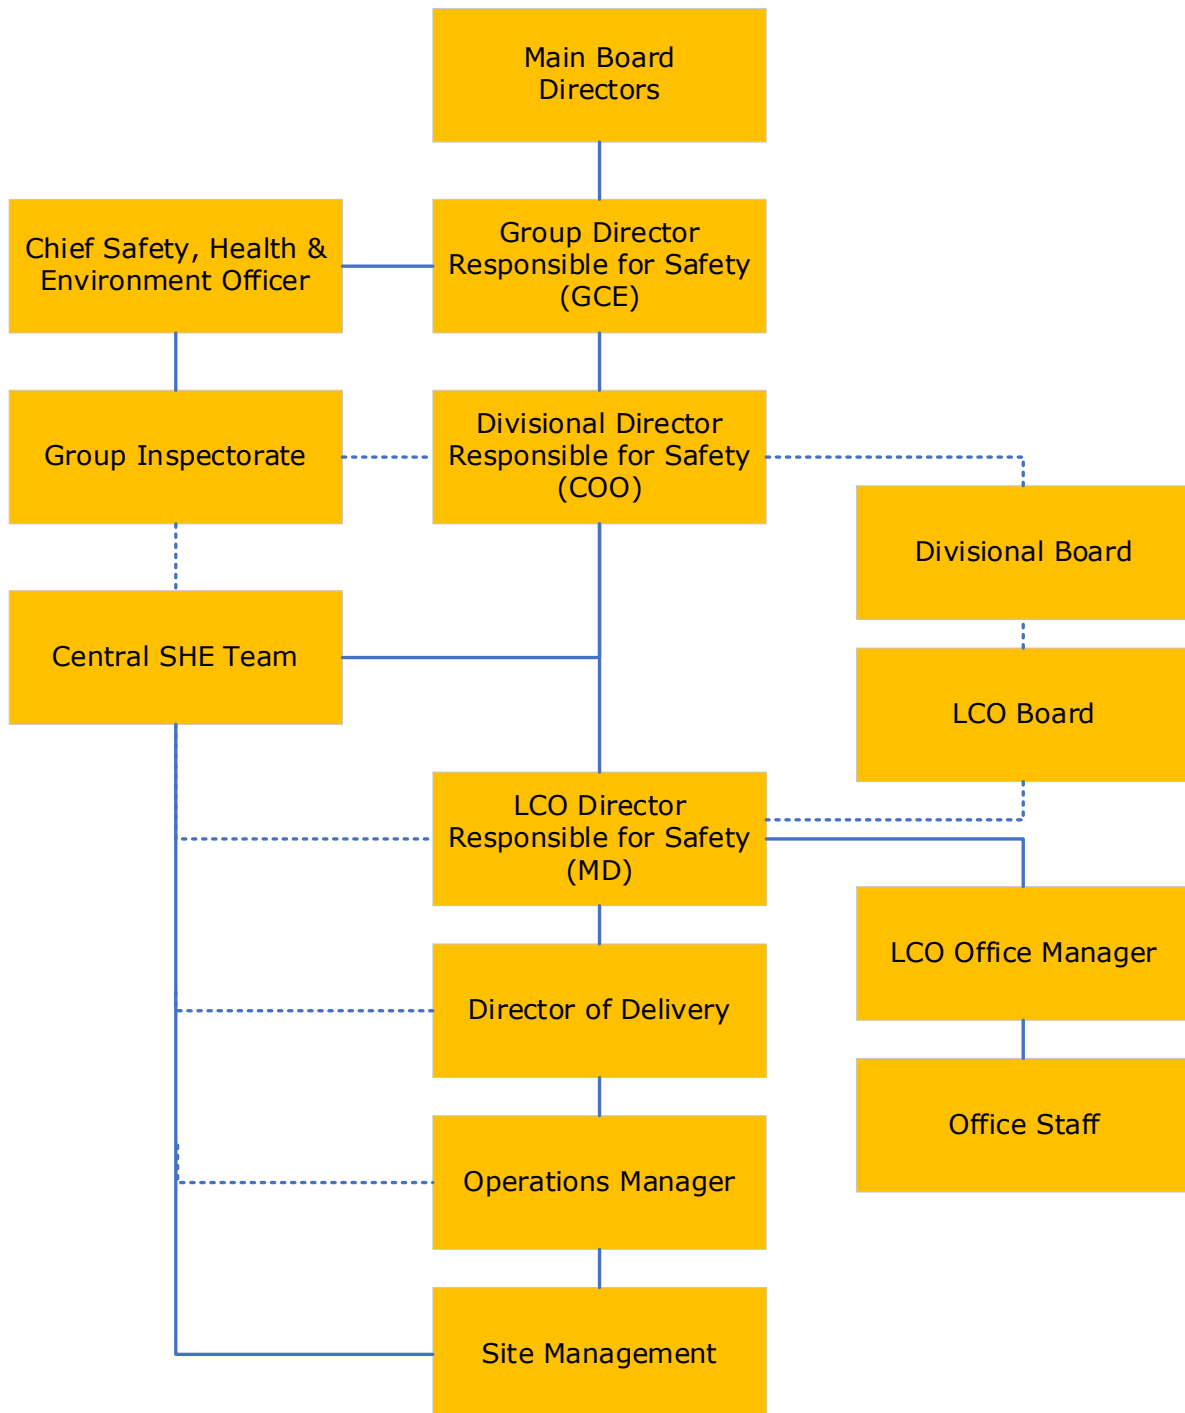 Main Board
Directors
Chief Safety, Health &
Environment Officer
Group Director
Responsible for Safety
(GCE)
Group Inspectorate
Divisional Director
Responsible for Safety
(COO)
Divisional Board
Central SHE Team
LCO Board
LCO Director
Responsible for Safety
(MD)
LCO Office Manager
Director of Delivery
Office Staff
Operations Manager
Site Management